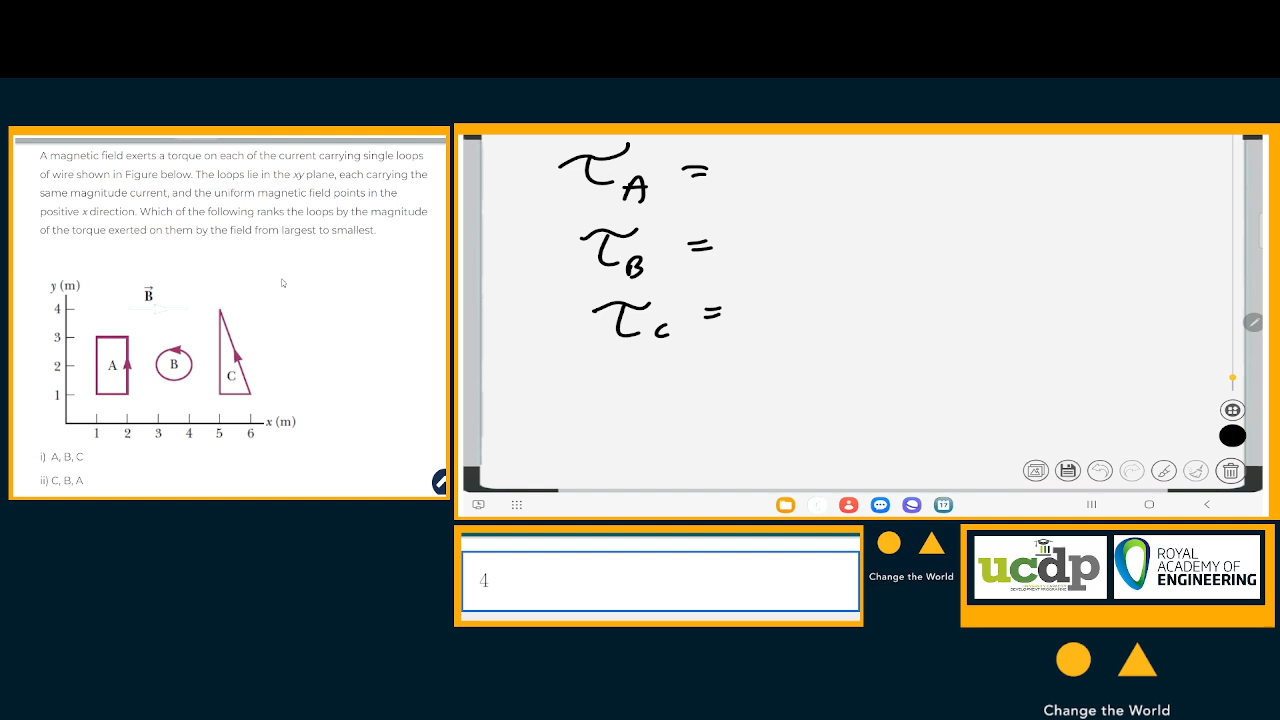 A magnetic field exerts a torque on each of the current carrying single loops
of wire shown in Figure below. The loops lie in the xy plane, each carrying the
same magnitude current, and the uniform magnetic field points in the
positive x direction. Which of the following ranks the loops by the magnitude
of the torque exerted on them by the field from largest to smallest.
y (m)
B⃗
4
3
2
1
A
B
C
x (m)
1 2 3 4 5 6
i) A, B, C
ii) C, B, A
τ_A =
τ_B =
τ_C =
17
4
Change the World
ucdp
ROYAL
ACADEMY OF
ENGINEERING
Change the World